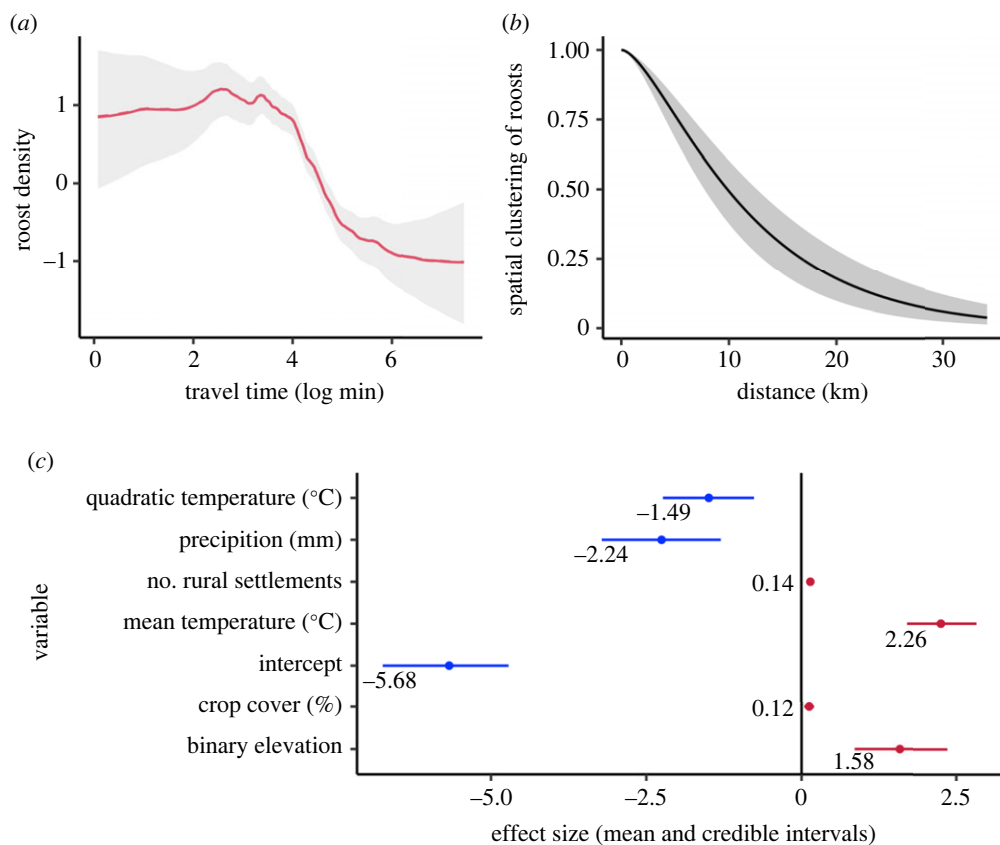 (a)
1
0
−1
roost density
0 2 4 6
travel time (log min)
(b)
1.00
0.75
0.50
0.25
0
spatial clustering of roosts
0 10 20 30
distance (km)
(c)
variable
quadratic temperature (°C)
−1.49
precipition (mm)
−2.24
no. rural settlements
0.14
mean temperature (°C)
2.26
intercept
−5.68
crop cover (%)
0.12
binary elevation
1.58
−5.0 −2.5 0 2.5
effect size (mean and credible intervals)